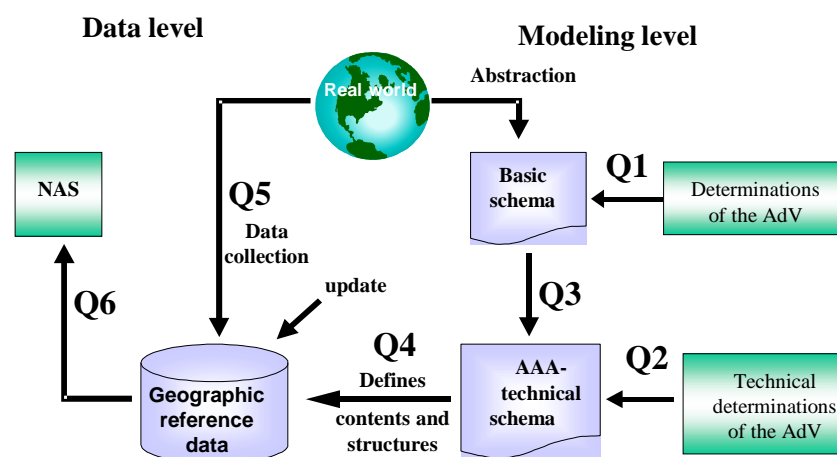 Data level
Modeling level
Real world
Abstraction
NAS
Q5
Data
collection
Basic
schema
Q1
Determinations
of the AdV
update
Q3
Q6
Q4
Defines
contents and
structures
Geographic
reference
data
AAA-
technical
schema
Q2
Technical
determinations
of the AdV